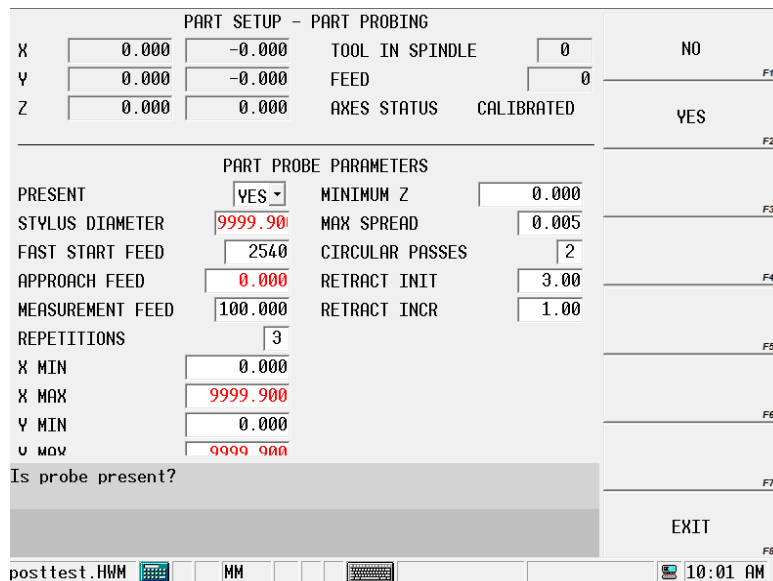 PART SETUP - PART PROBING
X 0.000 -0.000 TOOL IN SPINDLE 0
Y 0.000 -0.000 FEED 0
Z 0.000 0.000 AXES STATUS CALIBRATED
PART PROBE PARAMETERS
PRESENT YES MINIMUM Z 0.000
STYLUS DIAMETER 9999.90 MAX SPREAD 0.005
FAST START FEED 2540 CIRCULAR PASSES 2
APPROACH FEED 0.000 RETRACT INIT 3.00
MEASUREMENT FEED 100.000 RETRACT INCR 1.00
REPETITIONS 3
X MIN 0.000
X MAX 9999.900
Y MIN 0.000
Y MAX 9999.900
Is probe present?
NO
F1
YES
F2
F3
F4
F5
F6
F7
EXIT
F8
posttest.HWM MM 10:01 AM